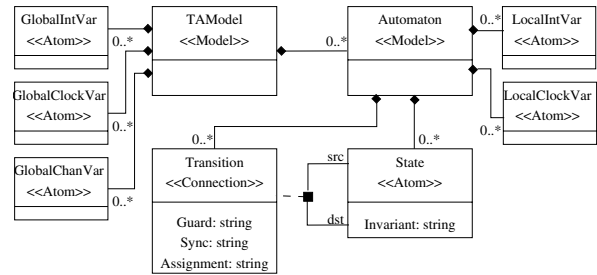 GlobalIntVar
<<Atom>>
0..*
TAModel
<<Model>>
0..*
Automaton
<<Model>>
0..*
LocalIntVar
<<Atom>>
GlobalClockVar
<<Atom>>
0..*
LocalClockVar
<<Atom>>
0..*
GlobalChanVar
<<Atom>>
0..*
0..*
0..*
Transition
<<Connection>>
Guard: string
Sync: string
Assignment: string
src
dst
State
<<Atom>>
Invariant: string